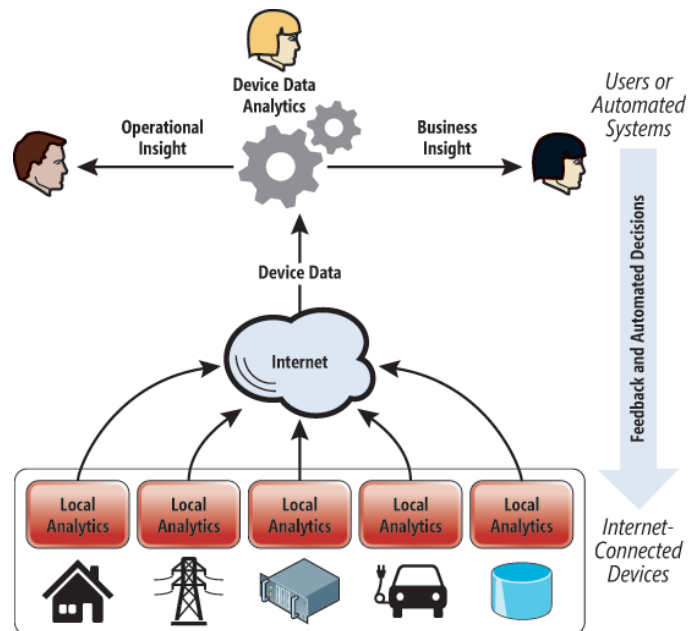 Device Data
Analytics
Users or
Automated
Systems
Operational
Insight
Business
Insight
Device Data
Internet
Feedback and Automated Decisions
Local
Analytics
Local
Analytics
Local
Analytics
Local
Analytics
Local
Analytics
Internet-
Connected
Devices